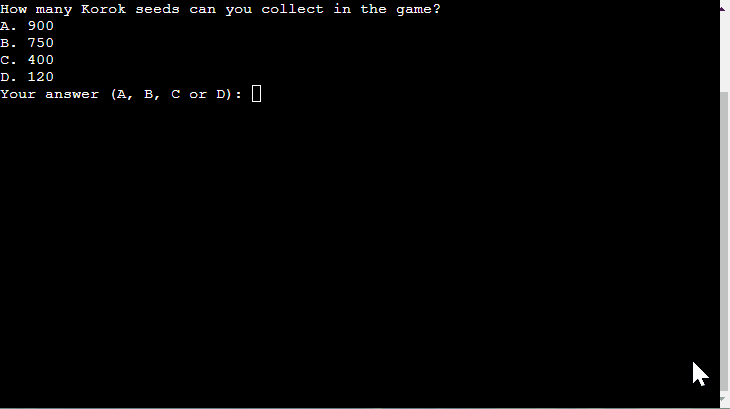 How many Korok seeds can you collect in the game?
A. 900
B. 750
C. 400
D. 120
Your answer (A, B, C or D):